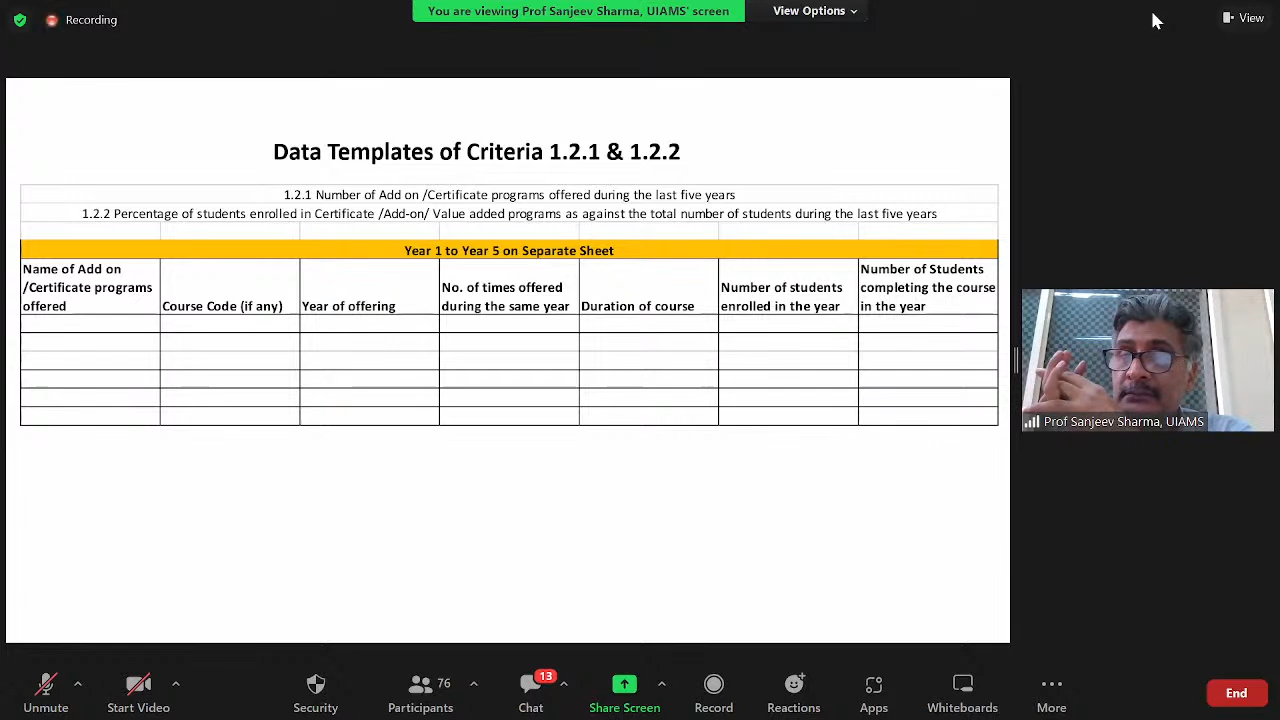 Recording
You are viewing Prof Sanjeev Sharma, UIAMS' screen
View Options
View
Data Templates of Criteria 1.2.1 & 1.2.2
1.2.1 Number of Add on /Certificate programs offered during the last five years
1.2.2 Percentage of students enrolled in Certificate /Add-on/ Value added programs as against the total number of students during the last five years
Year 1 to Year 5 on Separate Sheet
Name of Add on
/Certificate programs
offered
Course Code (if any)
Year of offering
No. of times offered
during the same year
Duration of course
Number of students
enrolled in the year
Number of Students
completing the course
in the year
Prof Sanjeev Sharma, UIAMS
Unmute
Start Video
Security
76
Participants
13
Chat
Share Screen
Record
Reactions
Apps
Whiteboards
More
End